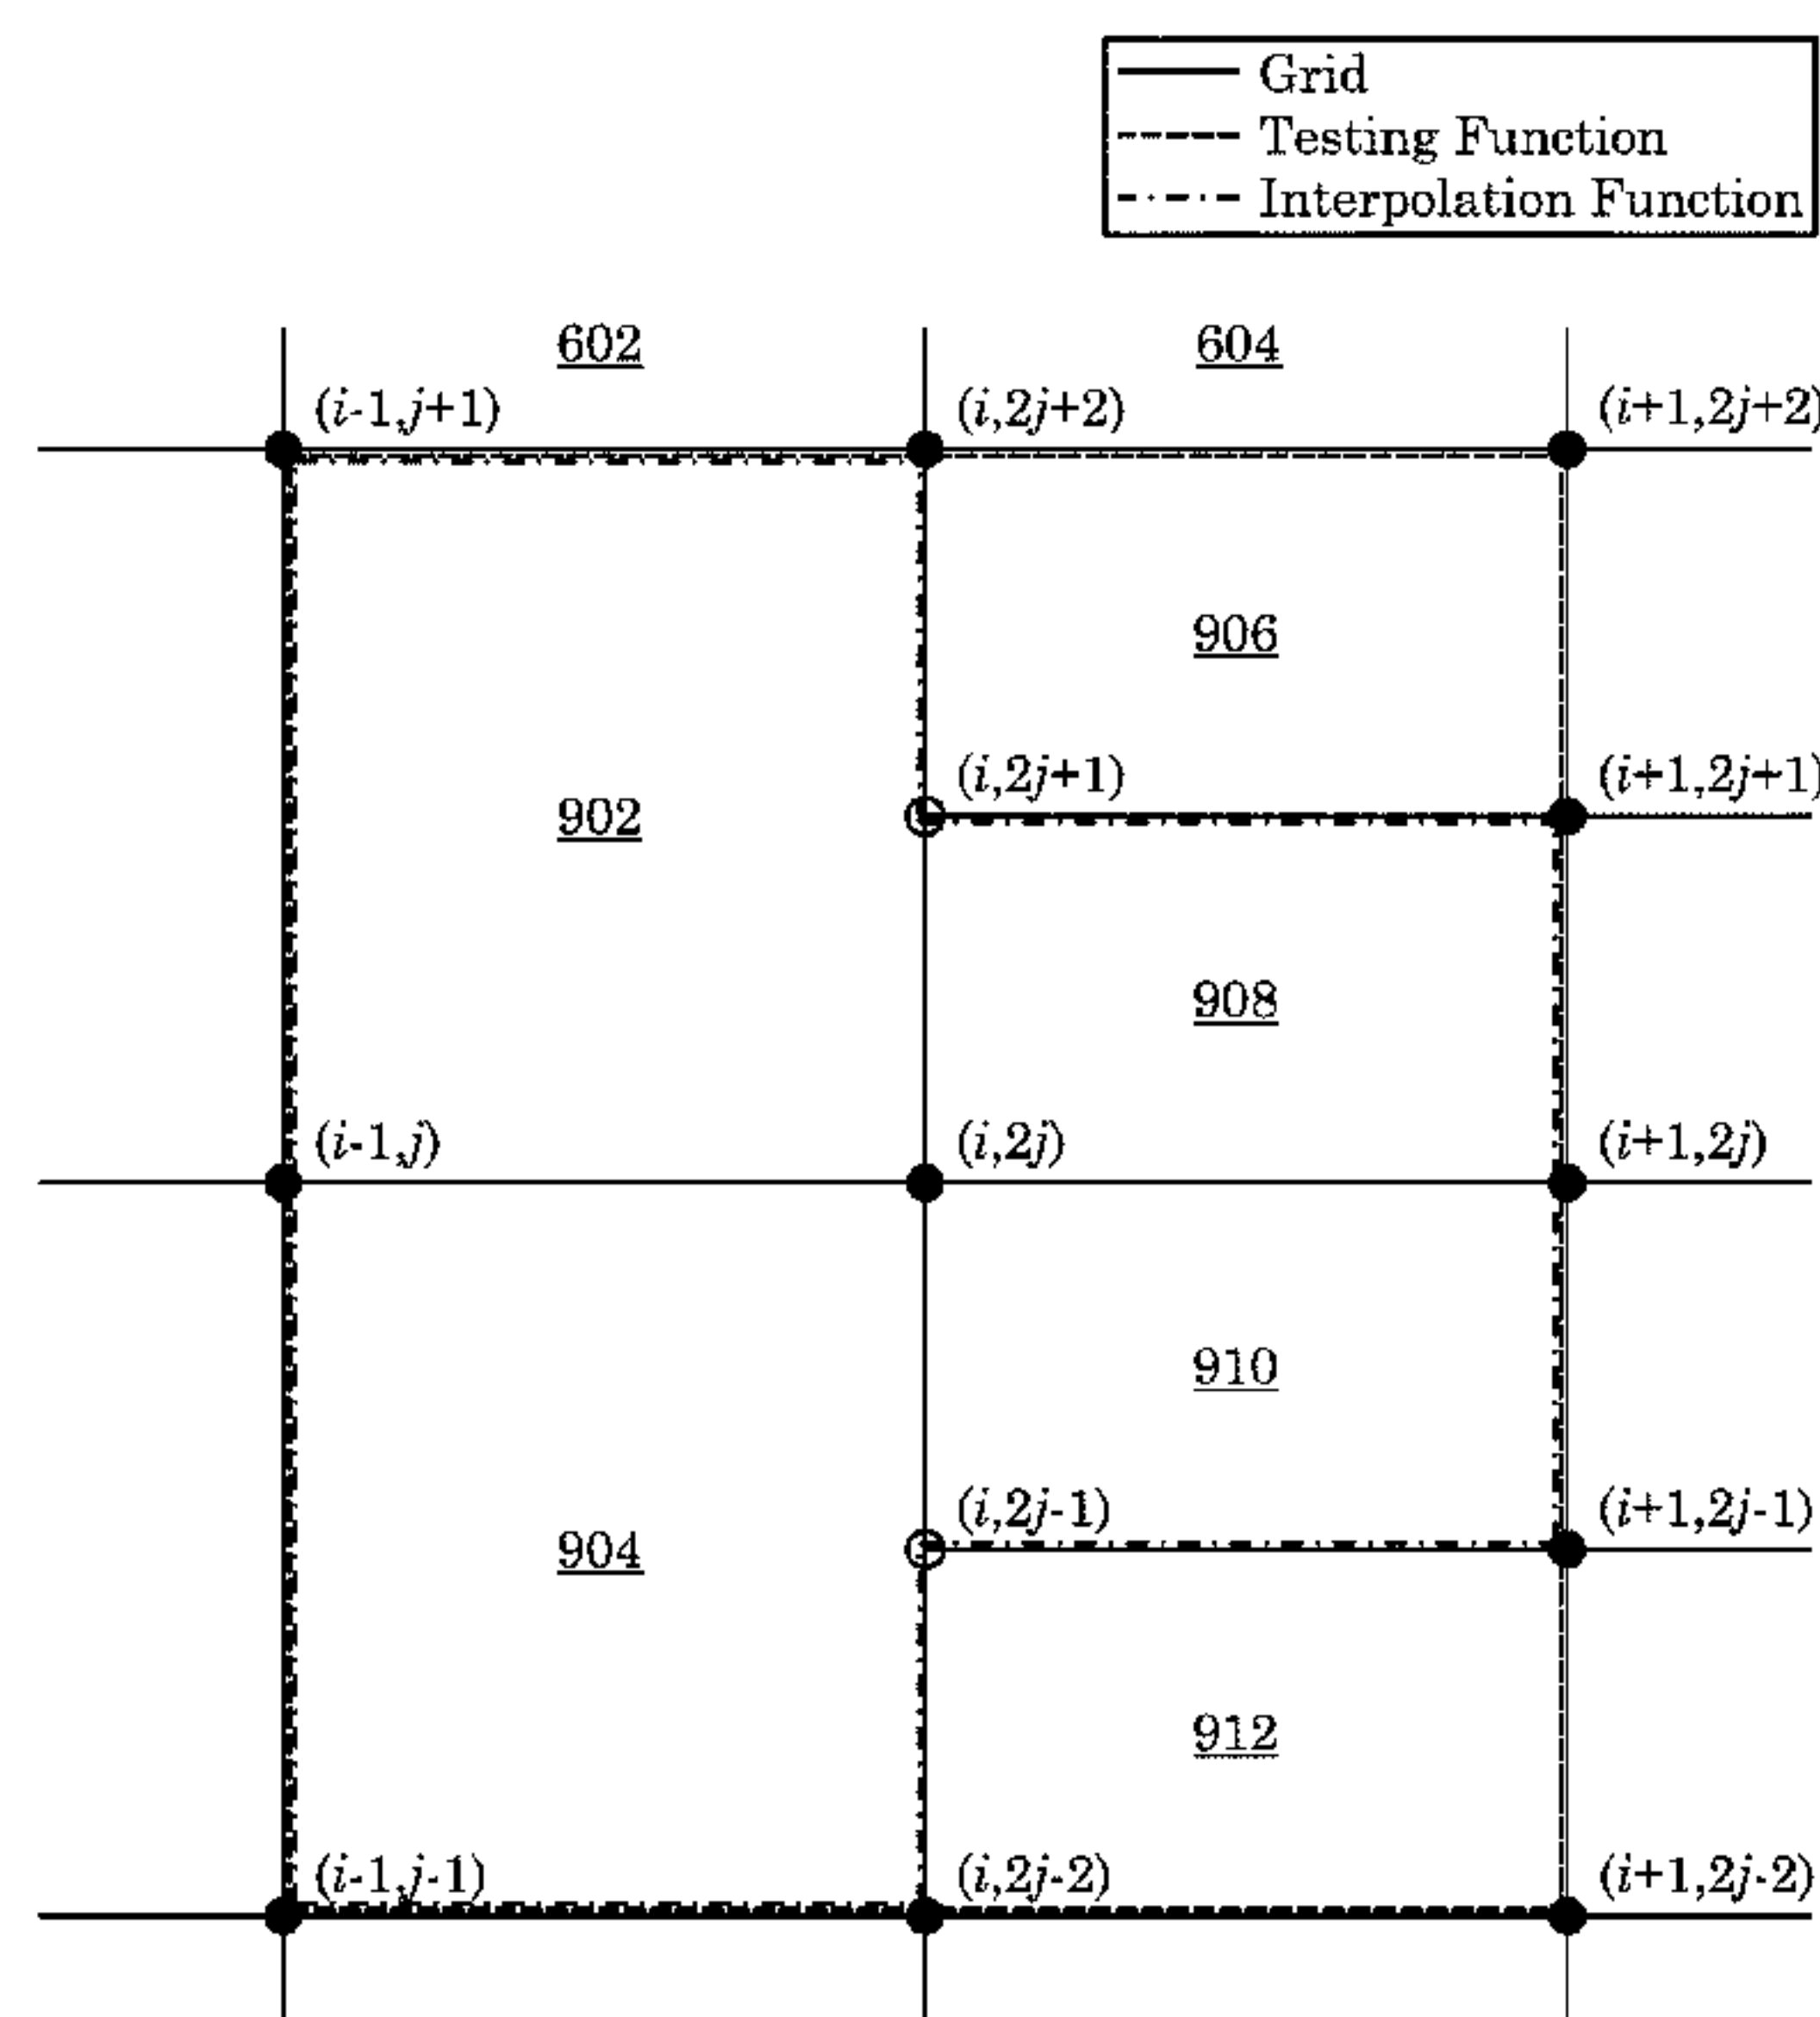 Grid
Testing Function
Interpolation Function
602 604
(i-1,j+1) (i,2j+2) (i+1,2j+2)
906
(i,2j+1) (i+1,2j+1)
902
908
(i-1,j) (i,2j) (i+1,2j)
910
(i,2j-1) (i+1,2j-1)
904
912
(i-1,j-1) (i,2j-2) (i+1,2j-2)